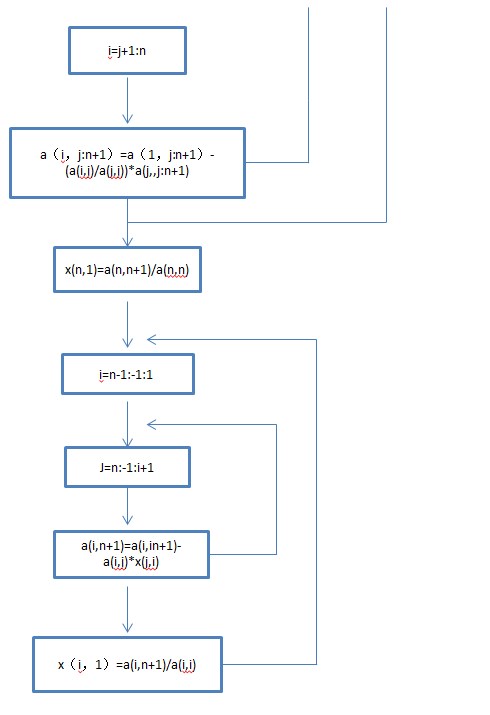 i=j+1:n
a（i，j:n+1）=a（1，j:n+1）-
(a(i,j)/a(j,j))*a(j,,j:n+1)
x(n,1)=a(n,n+1)/a(n,n)
i=n-1:-1:1
J=n:-1:i+1
a(i,n+1)=a(i,in+1)-
a(i,j)*x(j,i)
x（i，1）=a(i,n+1)/a(i,i)